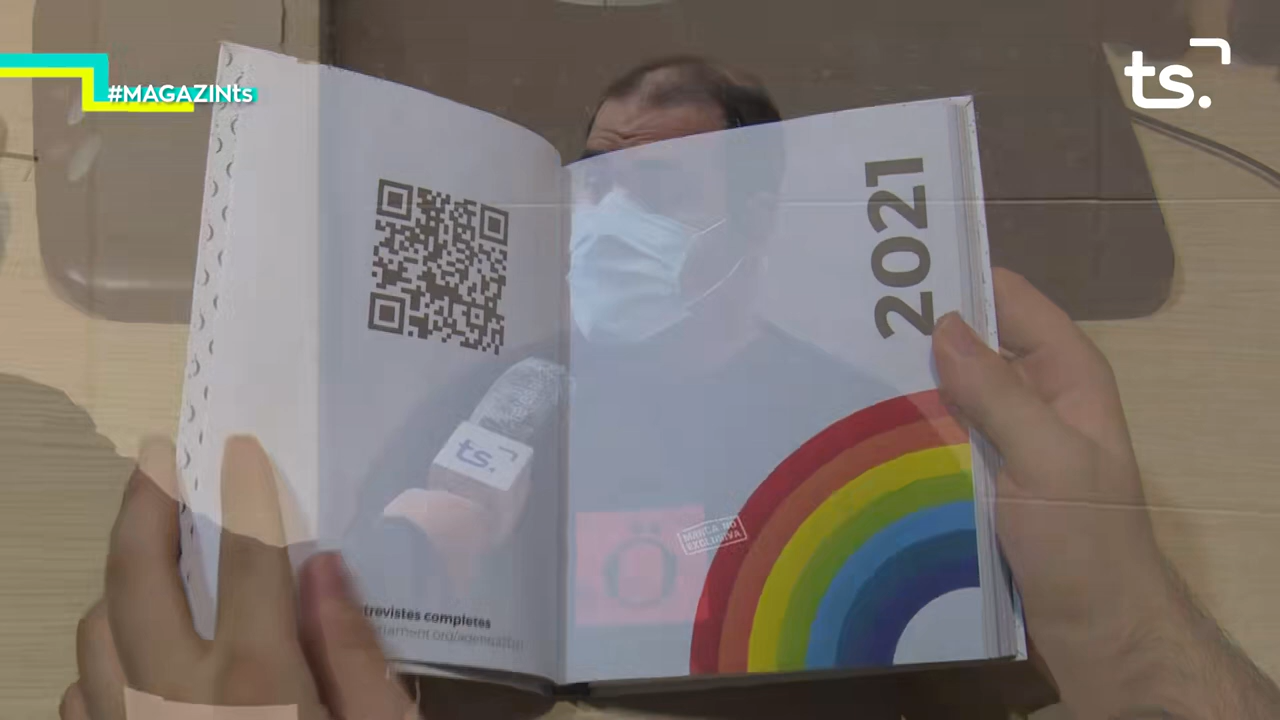 #MAGAZINts
ts.
2021
ts.
MARCA NO
EXCLUSIVA
Ö
trevistes completes